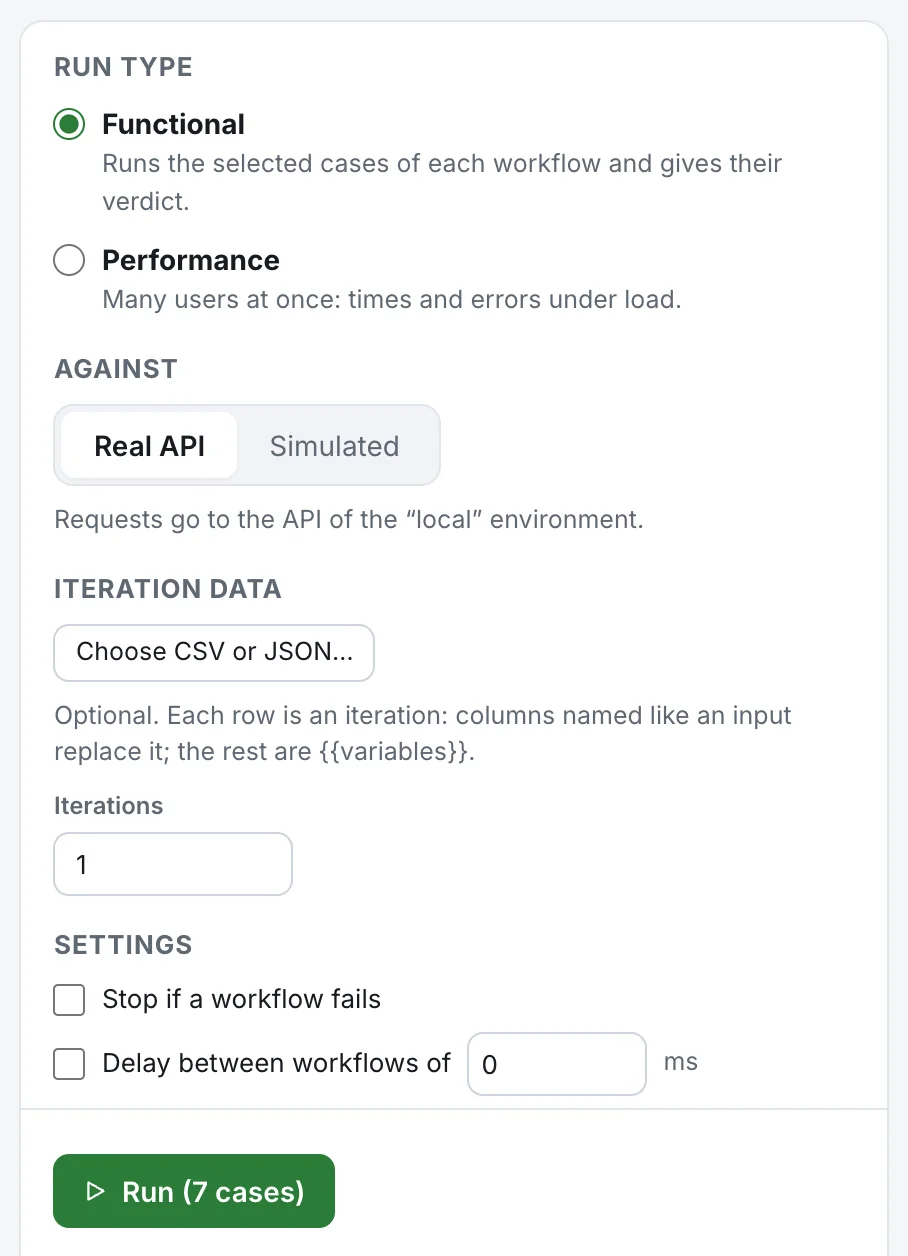 RUN TYPE
Functional
Runs the selected cases of each workflow and gives their
verdict.
Performance
Many users at once: times and errors under load.
AGAINST
Real API Simulated
Requests go to the API of the “local” environment.
ITERATION DATA
Choose CSV or JSON...
Optional. Each row is an iteration: columns named like an input
replace it; the rest are {{variables}}.
Iterations
1
SETTINGS
Stop if a workflow fails
Delay between workflows of 0 ms
Run (7 cases)